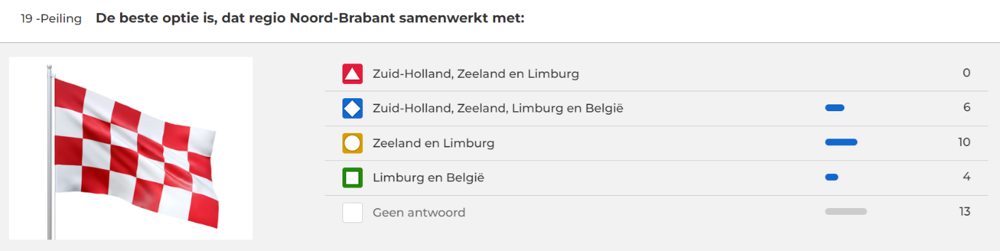 19 -Peiling De beste optie is, dat regio Noord-Brabant samenwerkt met:
Zuid-Holland, Zeeland en Limburg 0
Zuid-Holland, Zeeland, Limburg en België 6
Zeeland en Limburg 10
Limburg en België 4
Geen antwoord 13